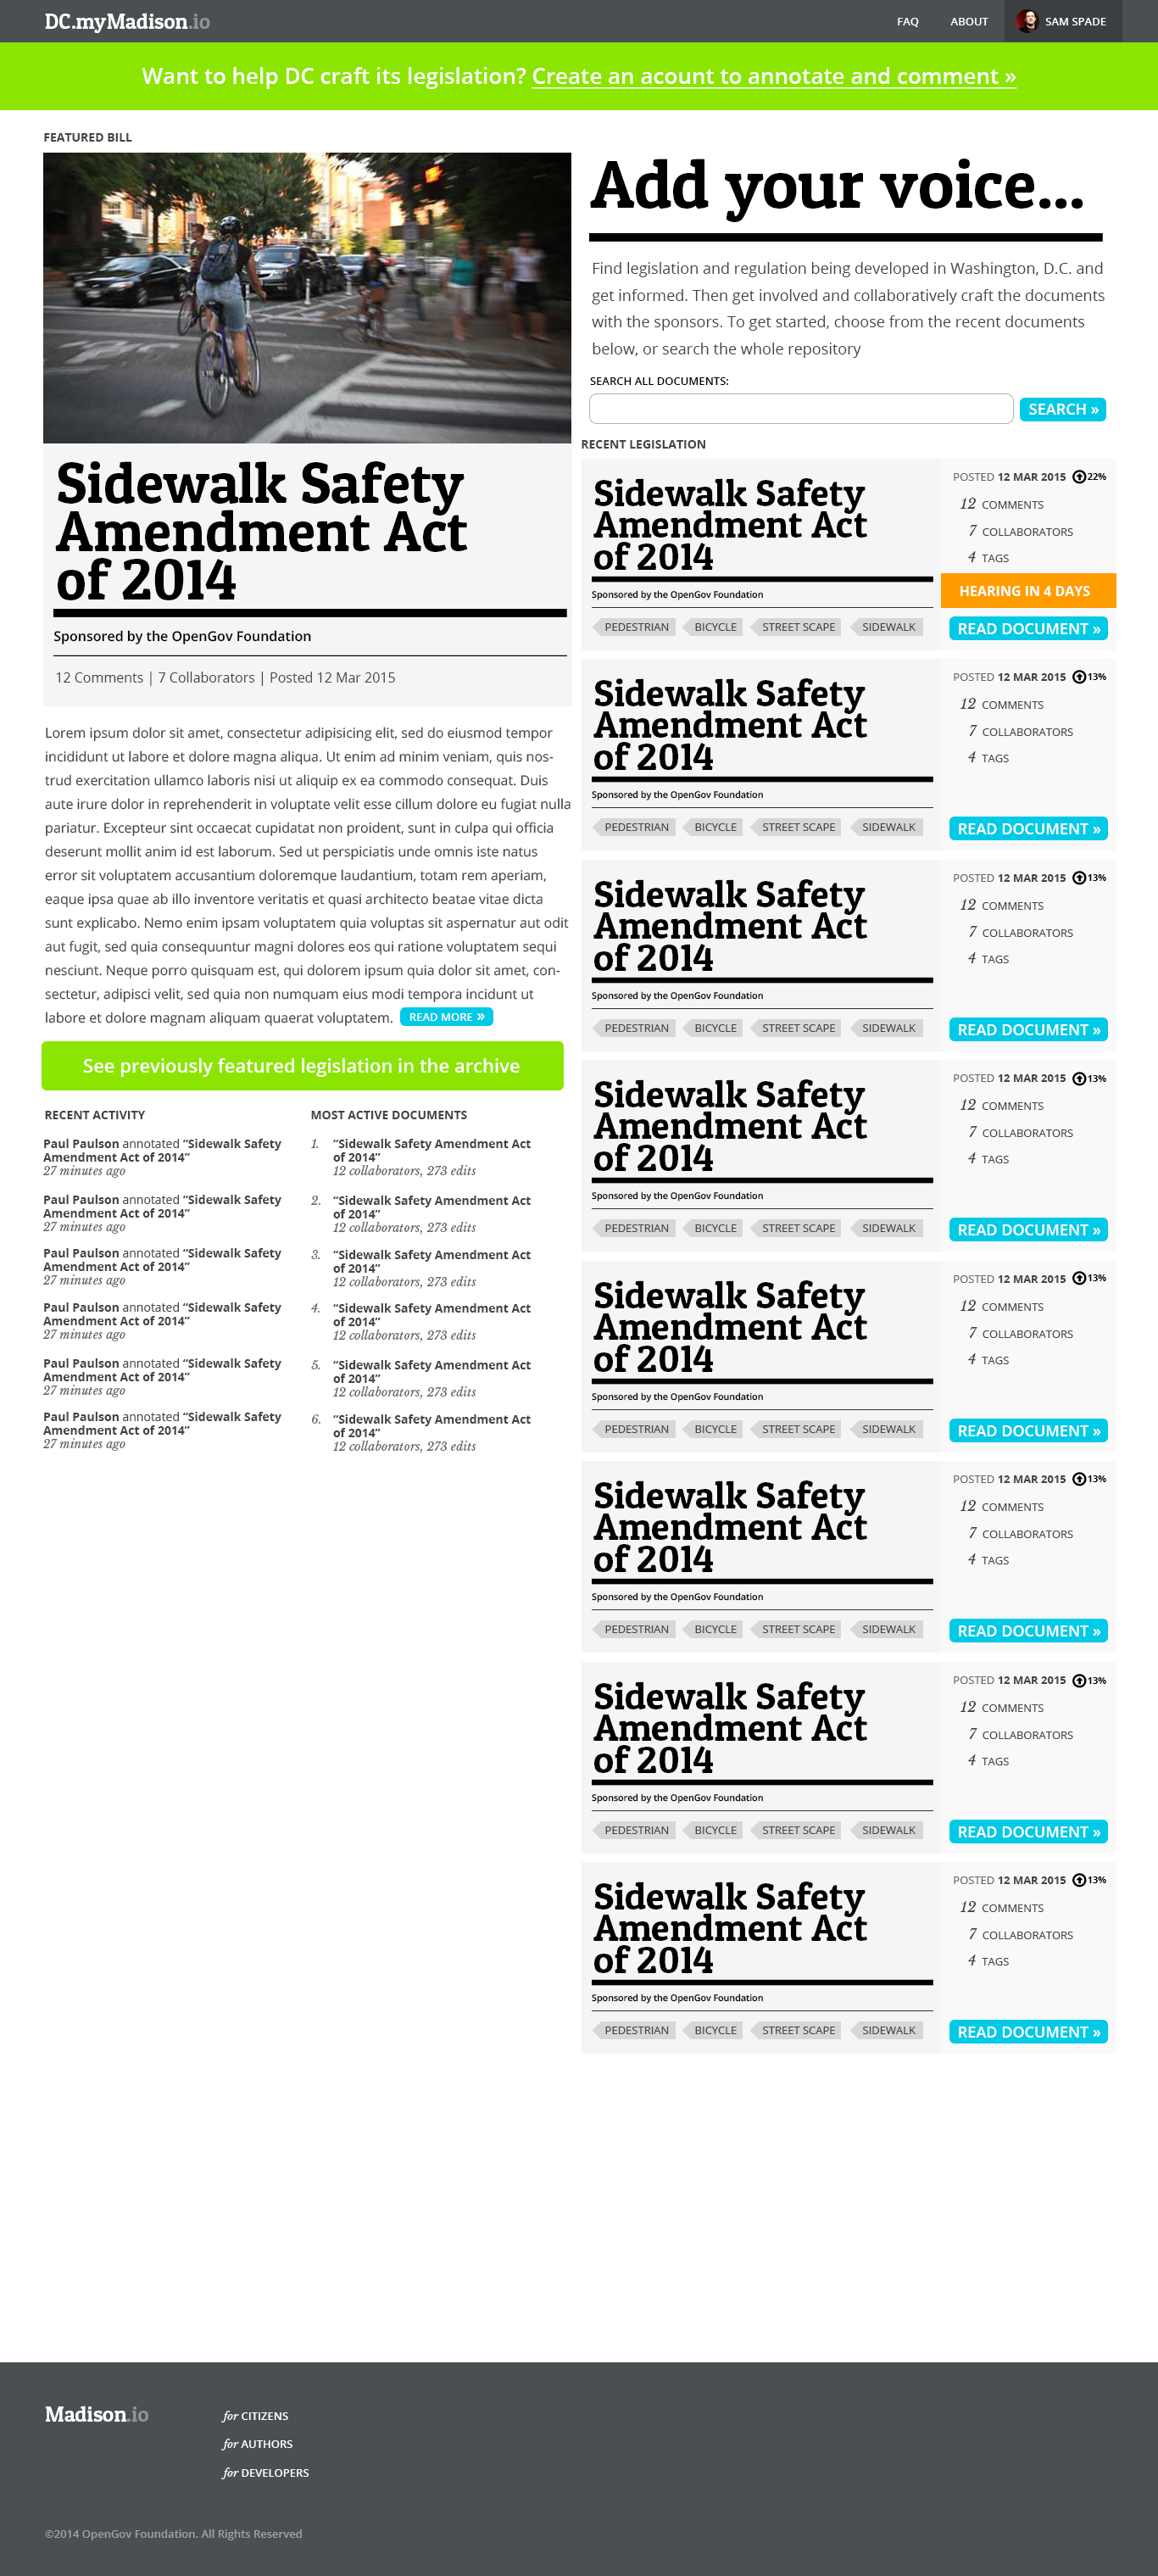 DC.myMadison.io
FAQ
ABOUT
SAM SPADE
Want to help DC craft its legislation? Create an acount to annotate and comment »
FEATURED BILL
Sidewalk Safety
Amendment Act
of 2014
Sponsored by the OpenGov Foundation
12 Comments | 7 Collaborators | Posted 12 Mar 2015
Lorem ipsum dolor sit amet, consectetur adipisicing elit, sed do eiusmod tempor
incididunt ut labore et dolore magna aliqua. Ut enim ad minim veniam, quis nos-
trud exercitation ullamco laboris nisi ut aliquip ex ea commodo consequat. Duis
aute irure dolor in reprehenderit in voluptate velit esse cillum dolore eu fugiat nulla
pariatur. Excepteur sint occaecat cupidatat non proident, sunt in culpa qui officia
deserunt mollit anim id est laborum. Sed ut perspiciatis unde omnis iste natus
error sit voluptatem accusantium doloremque laudantium, totam rem aperiam,
eaque ipsa quae ab illo inventore veritatis et quasi architecto beatae vitae dicta
sunt explicabo. Nemo enim ipsam voluptatem quia voluptas sit aspernatur aut odit
aut fugit, sed quia consequuntur magni dolores eos qui ratione voluptatem sequi
nesciunt. Neque porro quisquam est, qui dolorem ipsum quia dolor sit amet, con-
sectetur, adipisci velit, sed quia non numquam eius modi tempora incidunt ut
labore et dolore magnam aliquam quaerat voluptatem. READ MORE »
See previously featured legislation in the archive
RECENT ACTIVITY
Paul Paulson annotated “Sidewalk Safety
Amendment Act of 2014”
27 minutes ago
Paul Paulson annotated “Sidewalk Safety
Amendment Act of 2014”
27 minutes ago
Paul Paulson annotated “Sidewalk Safety
Amendment Act of 2014”
27 minutes ago
Paul Paulson annotated “Sidewalk Safety
Amendment Act of 2014”
27 minutes ago
Paul Paulson annotated “Sidewalk Safety
Amendment Act of 2014”
27 minutes ago
Paul Paulson annotated “Sidewalk Safety
Amendment Act of 2014”
27 minutes ago
MOST ACTIVE DOCUMENTS
1. “Sidewalk Safety Amendment Act
of 2014”
12 collaborators, 273 edits
2. “Sidewalk Safety Amendment Act
of 2014”
12 collaborators, 273 edits
3. “Sidewalk Safety Amendment Act
of 2014”
12 collaborators, 273 edits
4. “Sidewalk Safety Amendment Act
of 2014”
12 collaborators, 273 edits
5. “Sidewalk Safety Amendment Act
of 2014”
12 collaborators, 273 edits
6. “Sidewalk Safety Amendment Act
of 2014”
12 collaborators, 273 edits
Add your voice...
Find legislation and regulation being developed in Washington, D.C. and
get informed. Then get involved and collaboratively craft the documents
with the sponsors. To get started, choose from the recent documents
below, or search the whole repository
SEARCH ALL DOCUMENTS:
SEARCH »
RECENT LEGISLATION
Sidewalk Safety
Amendment Act
of 2014
Sponsored by the OpenGov Foundation
PEDESTRIAN BICYCLE STREET SCAPE SIDEWALK
POSTED 12 MAR 2015 22%
12 COMMENTS
7 COLLABORATORS
4 TAGS
HEARING IN 4 DAYS
READ DOCUMENT »
Sidewalk Safety
Amendment Act
of 2014
Sponsored by the OpenGov Foundation
PEDESTRIAN BICYCLE STREET SCAPE SIDEWALK
POSTED 12 MAR 2015 13%
12 COMMENTS
7 COLLABORATORS
4 TAGS
READ DOCUMENT »
Sidewalk Safety
Amendment Act
of 2014
Sponsored by the OpenGov Foundation
PEDESTRIAN BICYCLE STREET SCAPE SIDEWALK
POSTED 12 MAR 2015 13%
12 COMMENTS
7 COLLABORATORS
4 TAGS
READ DOCUMENT »
Sidewalk Safety
Amendment Act
of 2014
Sponsored by the OpenGov Foundation
PEDESTRIAN BICYCLE STREET SCAPE SIDEWALK
POSTED 12 MAR 2015 13%
12 COMMENTS
7 COLLABORATORS
4 TAGS
READ DOCUMENT »
Sidewalk Safety
Amendment Act
of 2014
Sponsored by the OpenGov Foundation
PEDESTRIAN BICYCLE STREET SCAPE SIDEWALK
POSTED 12 MAR 2015 13%
12 COMMENTS
7 COLLABORATORS
4 TAGS
READ DOCUMENT »
Sidewalk Safety
Amendment Act
of 2014
Sponsored by the OpenGov Foundation
PEDESTRIAN BICYCLE STREET SCAPE SIDEWALK
POSTED 12 MAR 2015 13%
12 COMMENTS
7 COLLABORATORS
4 TAGS
READ DOCUMENT »
Sidewalk Safety
Amendment Act
of 2014
Sponsored by the OpenGov Foundation
PEDESTRIAN BICYCLE STREET SCAPE SIDEWALK
POSTED 12 MAR 2015 13%
12 COMMENTS
7 COLLABORATORS
4 TAGS
READ DOCUMENT »
Sidewalk Safety
Amendment Act
of 2014
Sponsored by the OpenGov Foundation
PEDESTRIAN BICYCLE STREET SCAPE SIDEWALK
POSTED 12 MAR 2015 13%
12 COMMENTS
7 COLLABORATORS
4 TAGS
READ DOCUMENT »
Madison.io
for CITIZENS
for AUTHORS
for DEVELOPERS
©2014 OpenGov Foundation. All Rights Reserved